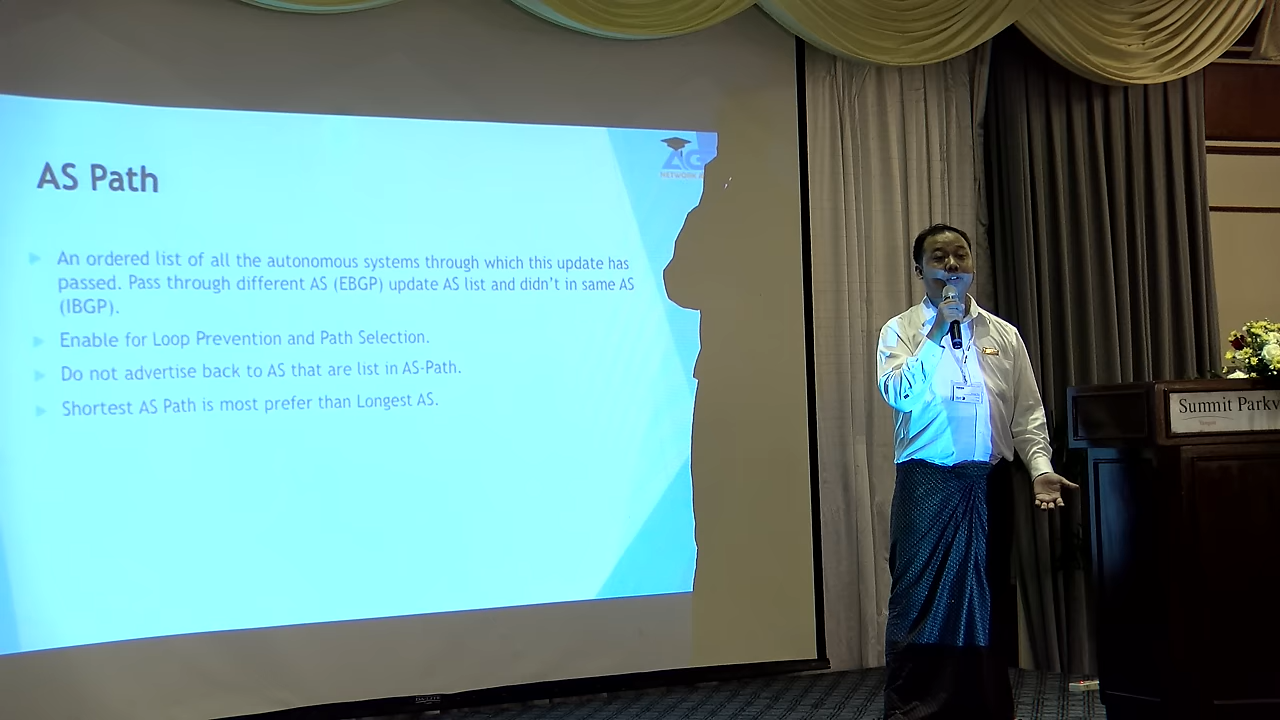 AS Path
An ordered list of all the autonomous systems through which this update has
passed. Pass through different AS (EBGP) update AS list and didn't in same AS
(IBGP).
Enable for Loop Prevention and Path Selection.
Do not advertise back to AS that are list in AS-Path.
Shortest AS Path is most prefer than Longest AS.
AG
NETWORK
Summit Parkv